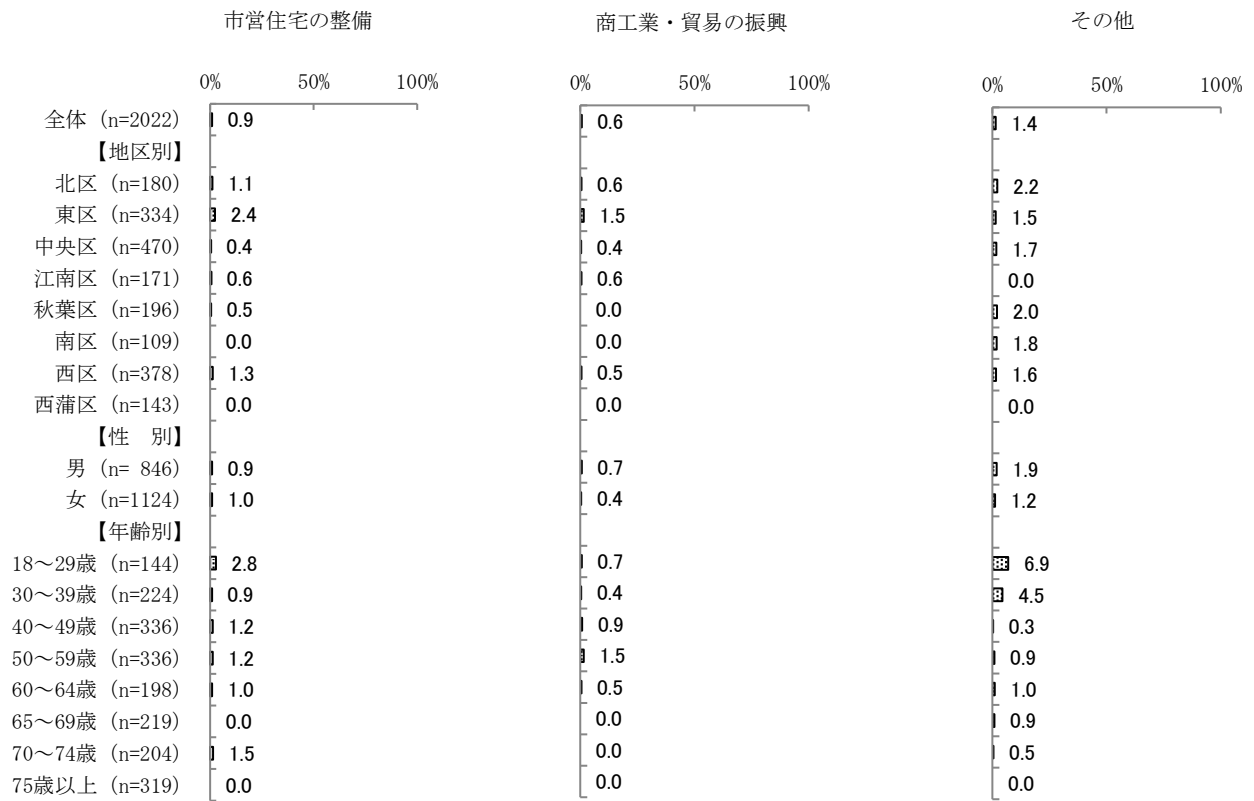 市営住宅の整備 商工業・貿易の振興 その他
0% 50% 100% 0% 50% 100% 0% 50% 100%
全体 (n=2022) 0.9 0.6 1.4
【地区別】
北区 (n=180) 1.1 0.6 2.2
東区 (n=334) 2.4 1.5 1.5
中央区 (n=470) 0.4 0.4 1.7
江南区 (n=171) 0.6 0.6 0.0
秋葉区 (n=196) 0.5 0.0 2.0
南区 (n=109) 0.0 0.0 1.8
西区 (n=378) 1.3 0.5 1.6
西蒲区 (n=143) 0.0 0.0 0.0
【性　別】
男 (n= 846) 0.9 0.7 1.9
女 (n=1124) 1.0 0.4 1.2
【年齢別】
18～29歳 (n=144) 2.8 0.7 6.9
30～39歳 (n=224) 0.9 0.4 4.5
40～49歳 (n=336) 1.2 0.9 0.3
50～59歳 (n=336) 1.2 1.5 0.9
60～64歳 (n=198) 1.0 0.5 1.0
65～69歳 (n=219) 0.0 0.0 0.9
70～74歳 (n=204) 1.5 0.0 0.5
75歳以上 (n=319) 0.0 0.0 0.0